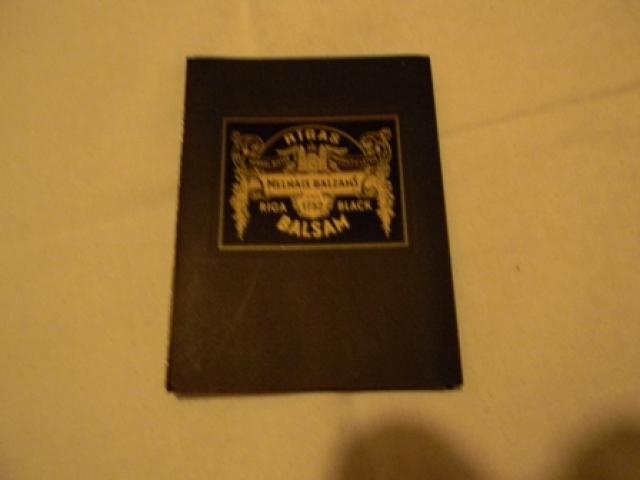 RIGAS
MELNAIS BALZAMS
RIGA 1752 BLACK
BALSAM